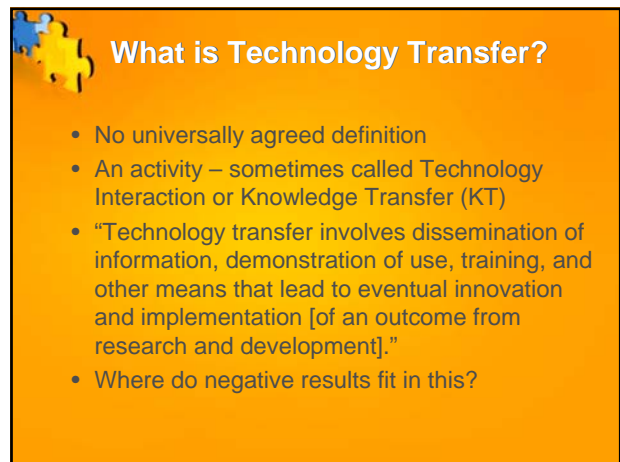 What is Technology Transfer?
• No universally agreed definition
• An activity – sometimes called Technology
Interaction or Knowledge Transfer (KT)
• “Technology transfer involves dissemination of
information, demonstration of use, training, and
other means that lead to eventual innovation
and implementation [of an outcome from
research and development].”
• Where do negative results fit in this?